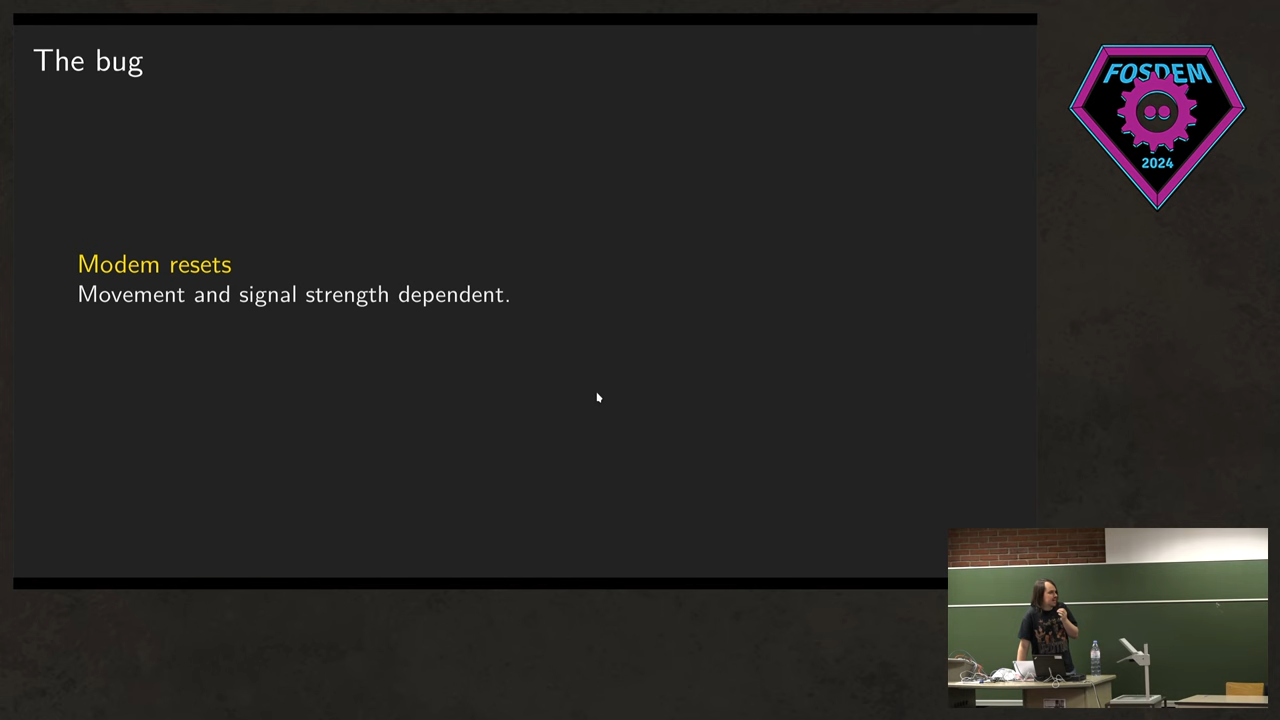 The bug
Modem resets
Movement and signal strength dependent.
FOSDEM
2024